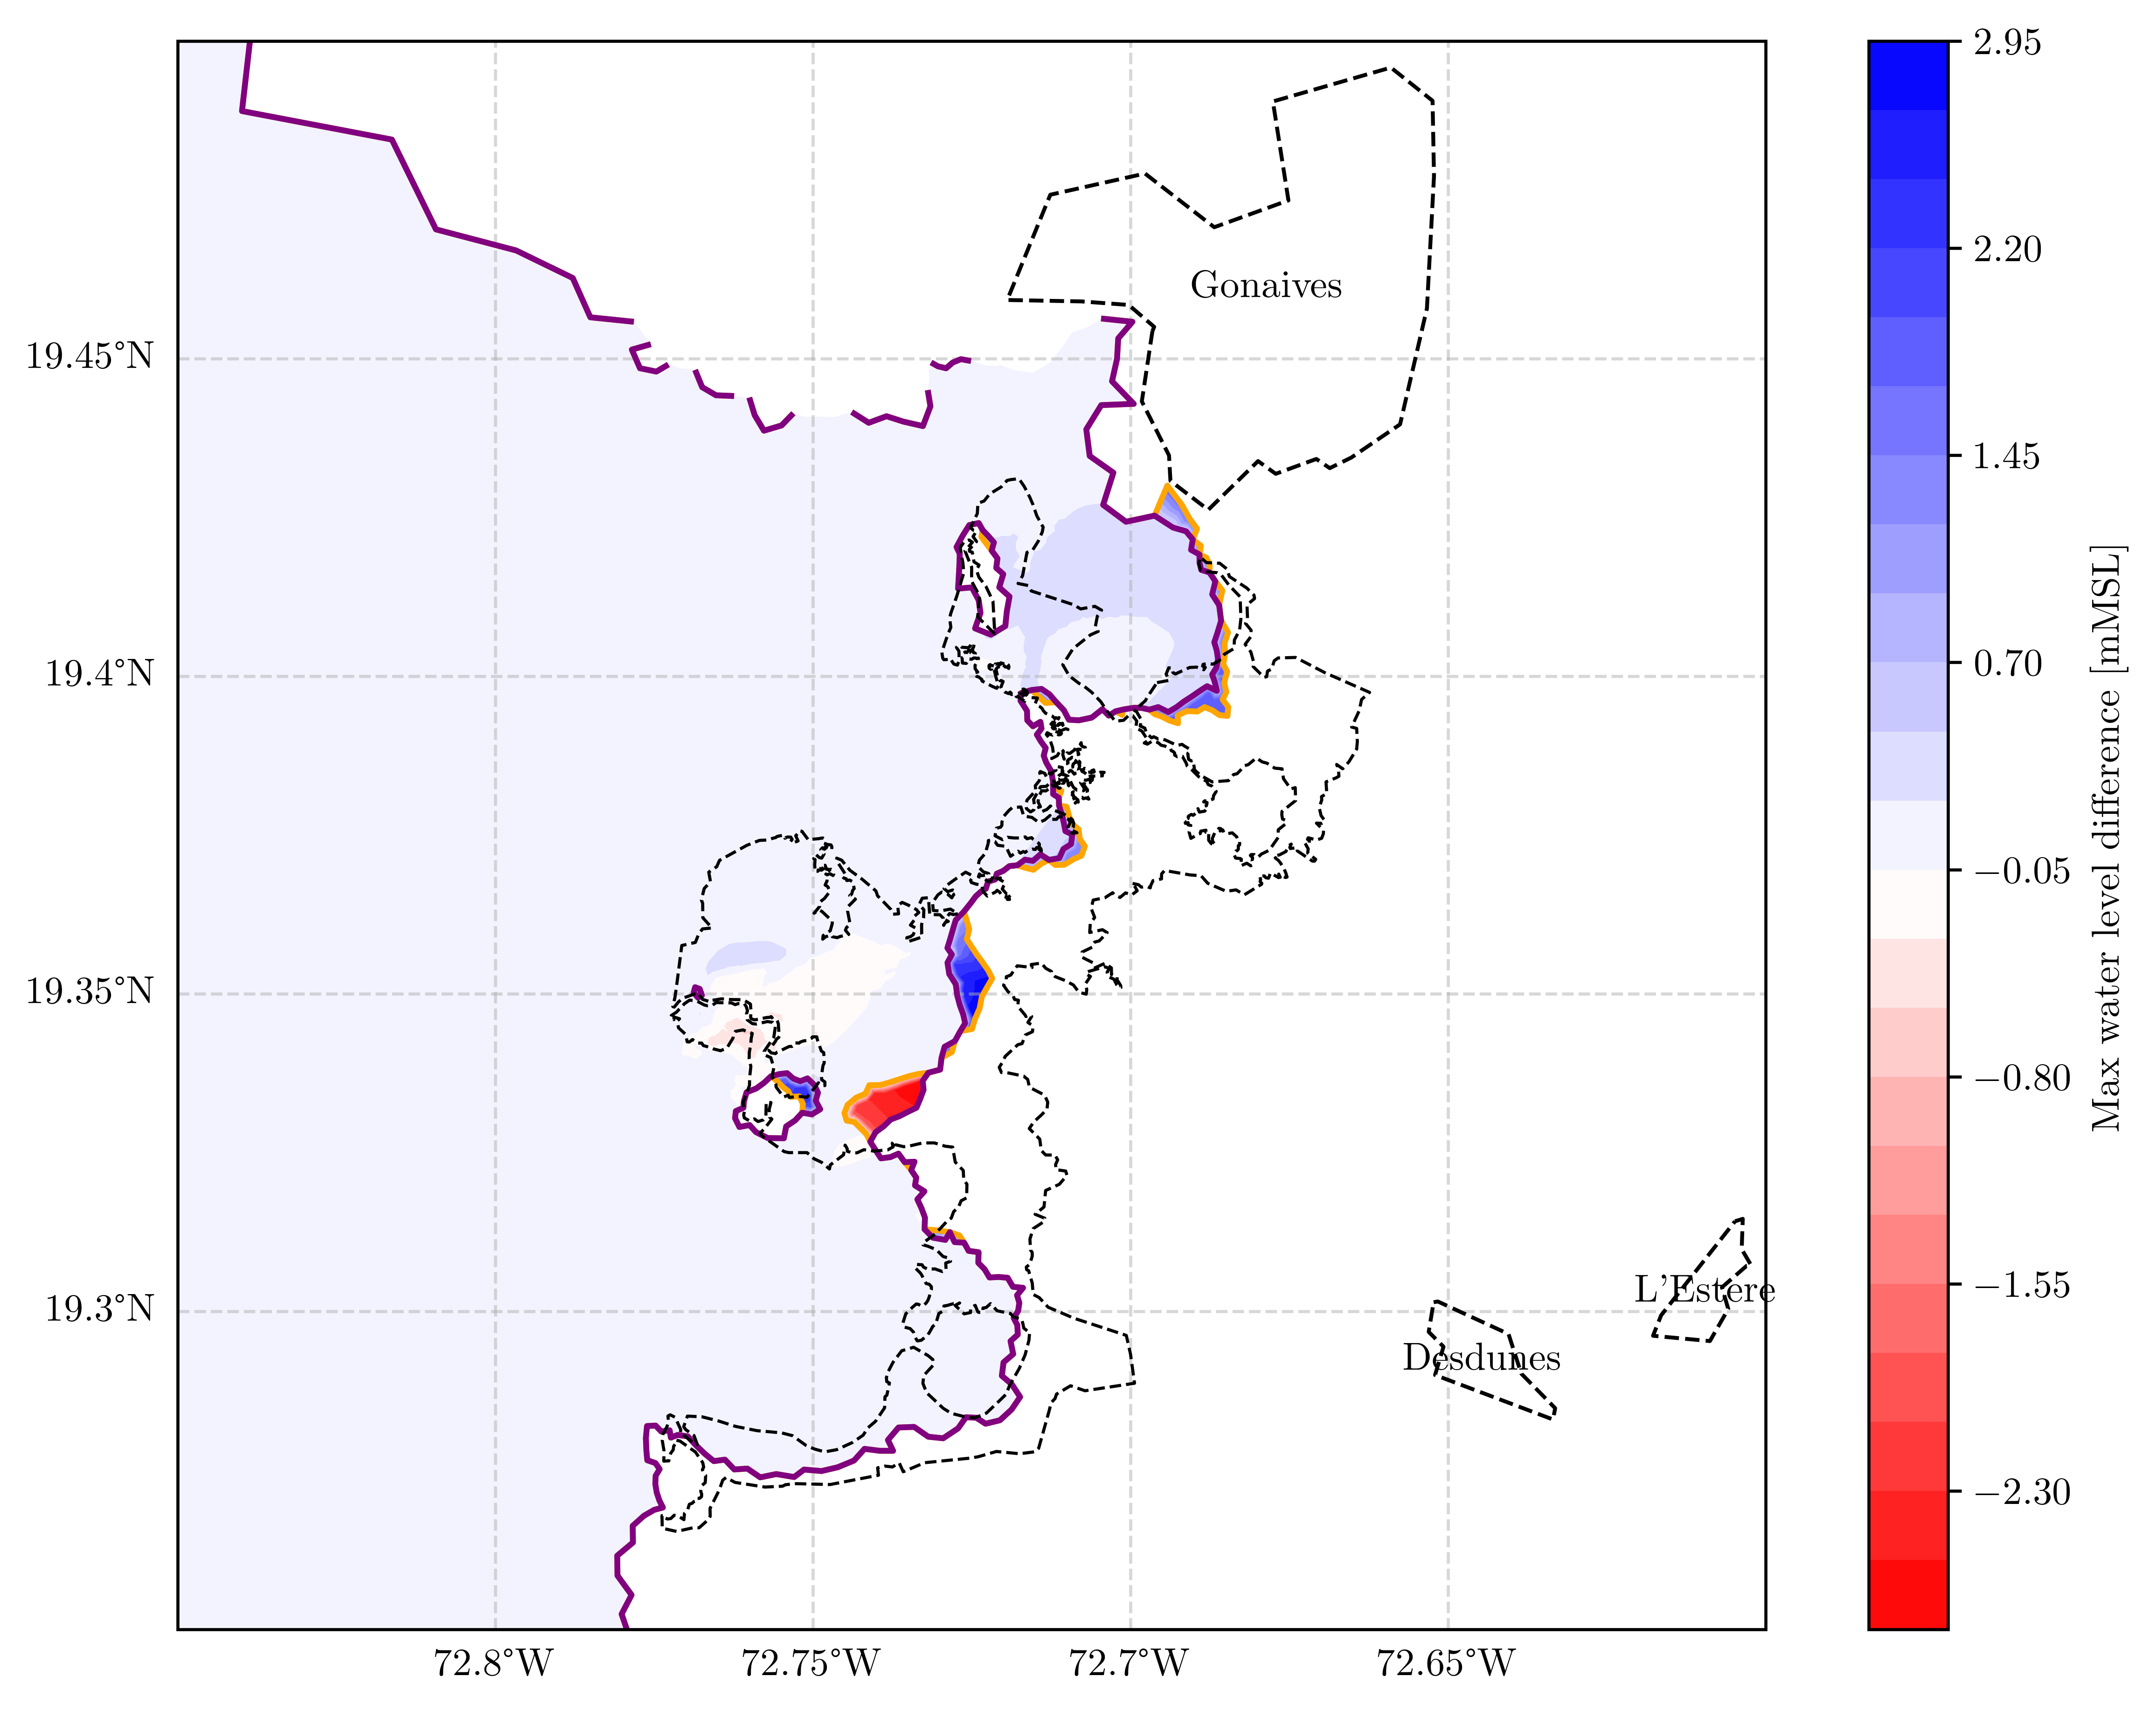 2.95
2.20
Gonaives
19.45°N
1.45
19.4°N
0.70
−0.05
19.35°N
−0.80
Max water level difference [mMSL]
−1.55
L'Estere
19.3°N
Desdunes
−2.30
72.8°W
72.75°W
72.7°W
72.65°W